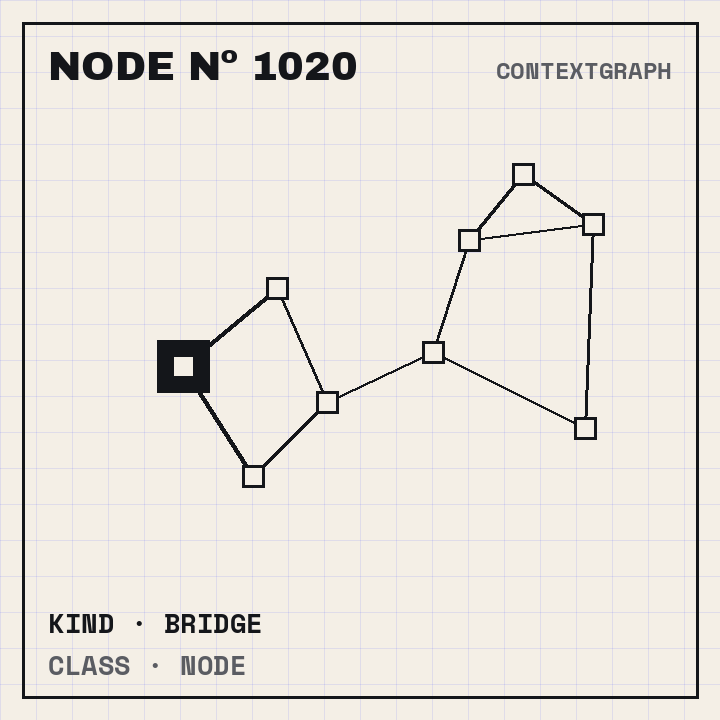 NODE Nº 1020
CONTEXTGRAPH
KIND · BRIDGE
CLASS · NODE